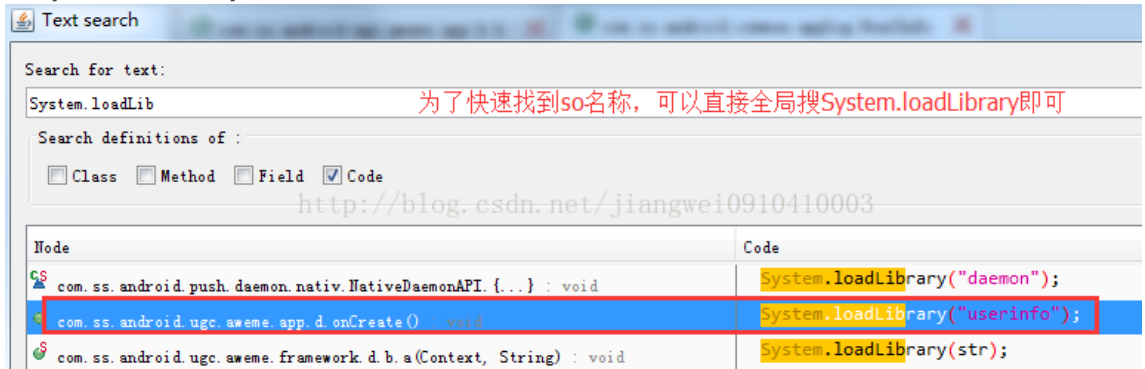 Text search
Search for text:
System.loadLib
为了快速找到so名称，可以直接全局搜System.loadLibrary即可
Search definitions of :
Class Method Field Code
http://blog.csdn.net/jiangwei0910410003
Node Code
com.ss.android.push.daemon.nativ.NativeDaemonAPI.{...} : void System.loadLibrary("daemon");
com.ss.android.ugc.aweme.app.d.onCreate() : void System.loadLibrary("userinfo");
com.ss.android.ugc.aweme.framework.d.b.a(Context, String) : void System.loadLibrary(str);